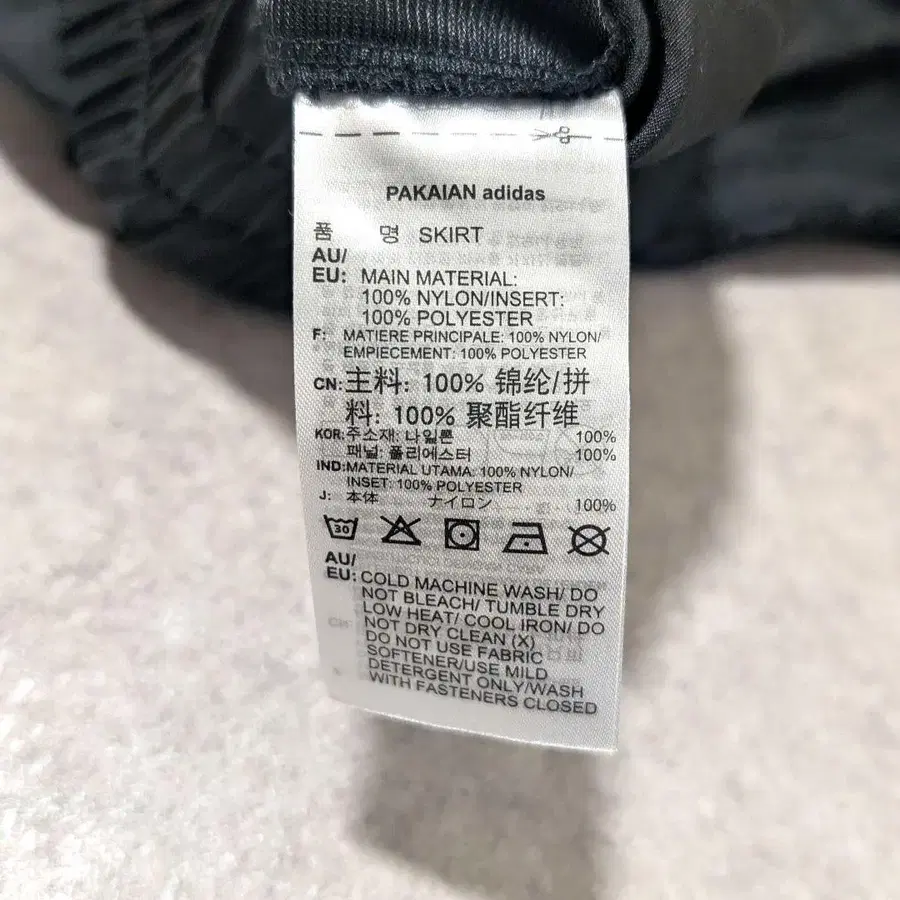 PAKAIAN adidas
품 명 SKIRT
AU/
EU: MAIN MATERIAL:
100% NYLON/INSERT:
100% POLYESTER
F: MATIERE PRINCIPALE: 100% NYLON/
EMPIECEMENT: 100% POLYESTER
CN: 主料: 100% 锦纶/拼
料: 100% 聚酯纤维
KOR: 주소재: 나일론 100%
패널: 폴리에스터 100%
IND: MATERIAL UTAMA: 100% NYLON/
INSET: 100% POLYESTER
J: 本体 ナイロン 100%
30
AU/
EU: COLD MACHINE WASH/ DO
NOT BLEACH/ TUMBLE DRY
LOW HEAT/ COOL IRON/ DO
NOT DRY CLEAN (X)
DO NOT USE FABRIC
SOFTENER/USE MILD
DETERGENT ONLY/WASH
WITH FASTENERS CLOSED